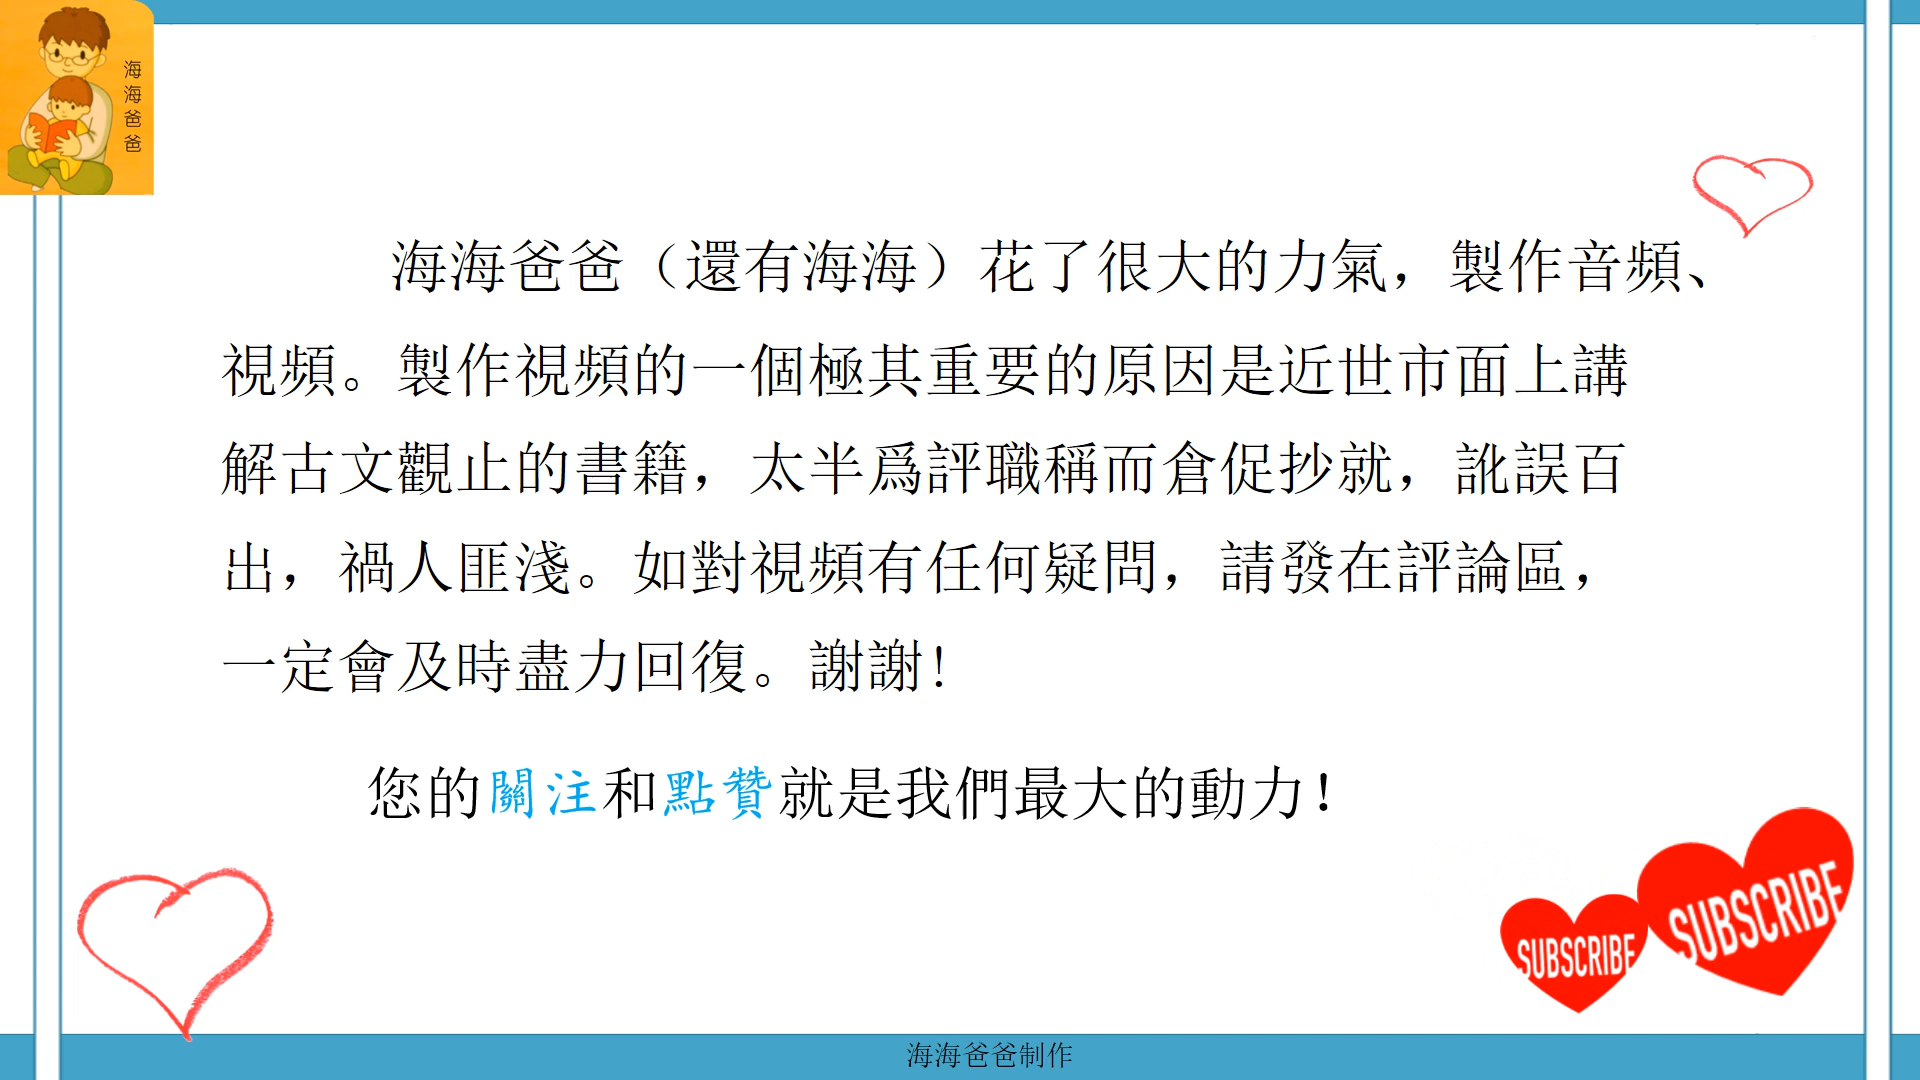 海海爸爸
海海爸爸（還有海海）花了很大的力氣，製作音頻、
視頻。製作視頻的一個極其重要的原因是近世市面上講
解古文觀止的書籍，太半爲評職稱而倉促抄就，訛誤百
出，禍人匪淺。如對視頻有任何疑問，請發在評論區，
一定會及時盡力回復。謝謝！
您的關注和點贊就是我們最大的動力！
SUBSCRIBE
SUBSCRIBE
海海爸爸制作